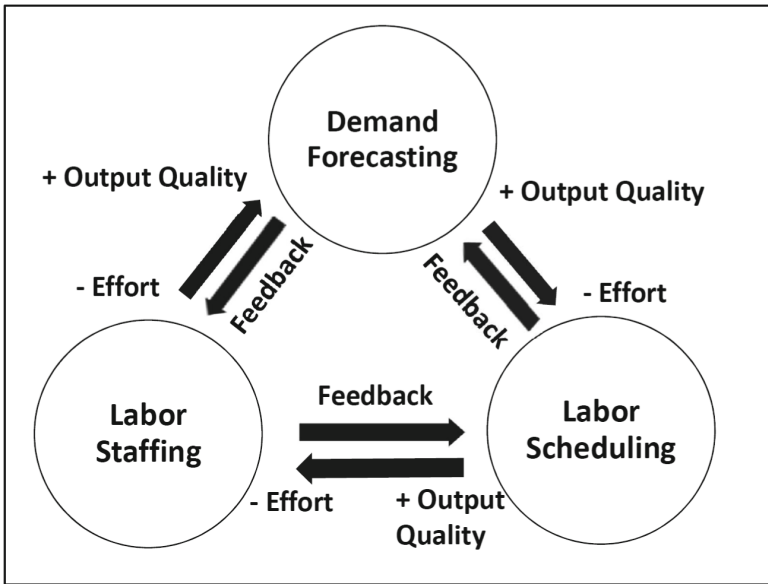 Demand
Forecasting
+ Output Quality
+ Output Quality
- Effort
Feedback
Feedback
- Effort
Labor
Staffing
Feedback
Labor
Scheduling
- Effort
+ Output
Quality